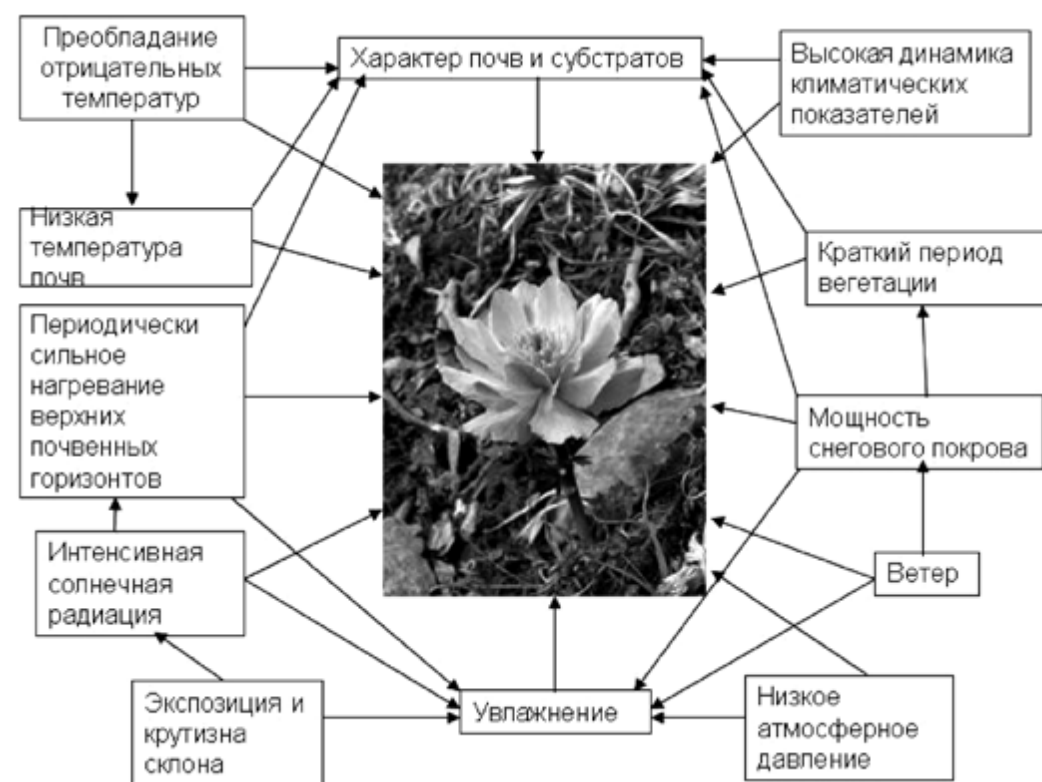 Преобладание
отрицательных
температур
Характер почв и субстратов
Высокая динамика
климатических
показателей
Низкая
температура
почв
Краткий период
вегетации
Периодически
сильное
нагревание
верхних
почвенных
горизонтов
Мощность
снегового покрова
Интенсивная
солнечная
радиация
Ветер
Экспозиция и
крутизна
склона
Увлажнение
Низкое
атмосферное
давление